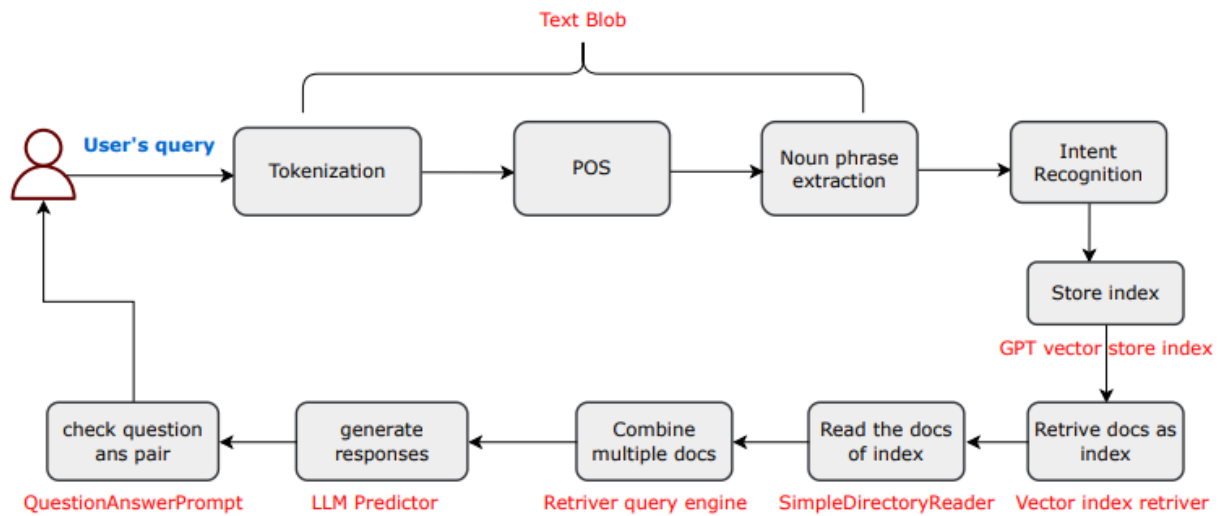 Text Blob
User's query
Tokenization
POS
Noun phrase
extraction
Intent
Recognition
Store index
GPT vector store index
Retrive docs as
index
Vector index retriver
Read the docs
of index
SimpleDirectoryReader
Combine
multiple docs
Retriver query engine
generate
responses
LLM Predictor
check question
ans pair
QuestionAnswerPrompt